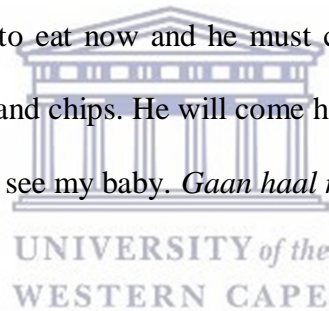 to eat now and he must
and chips. He will come
see my baby. Gaan haal
UNIVERSITY of the
WESTERN CAPE